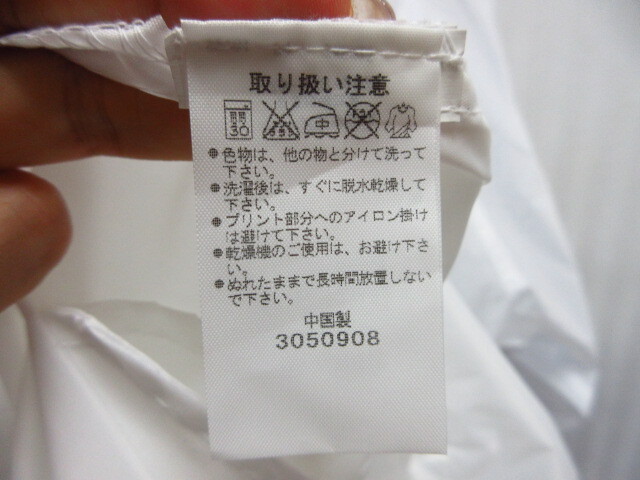 取り扱い注意
30
中
●色物は、他の物と分けて洗って
下さい。
●洗濯後は、すぐに脱水乾燥して
下さい。
●プリント部分へのアイロン掛け
は避けて下さい。
●乾燥機のご使用は、お避け下さ
い。
●ぬれたままで長時間放置しない
で下さい。
中国製
3050908